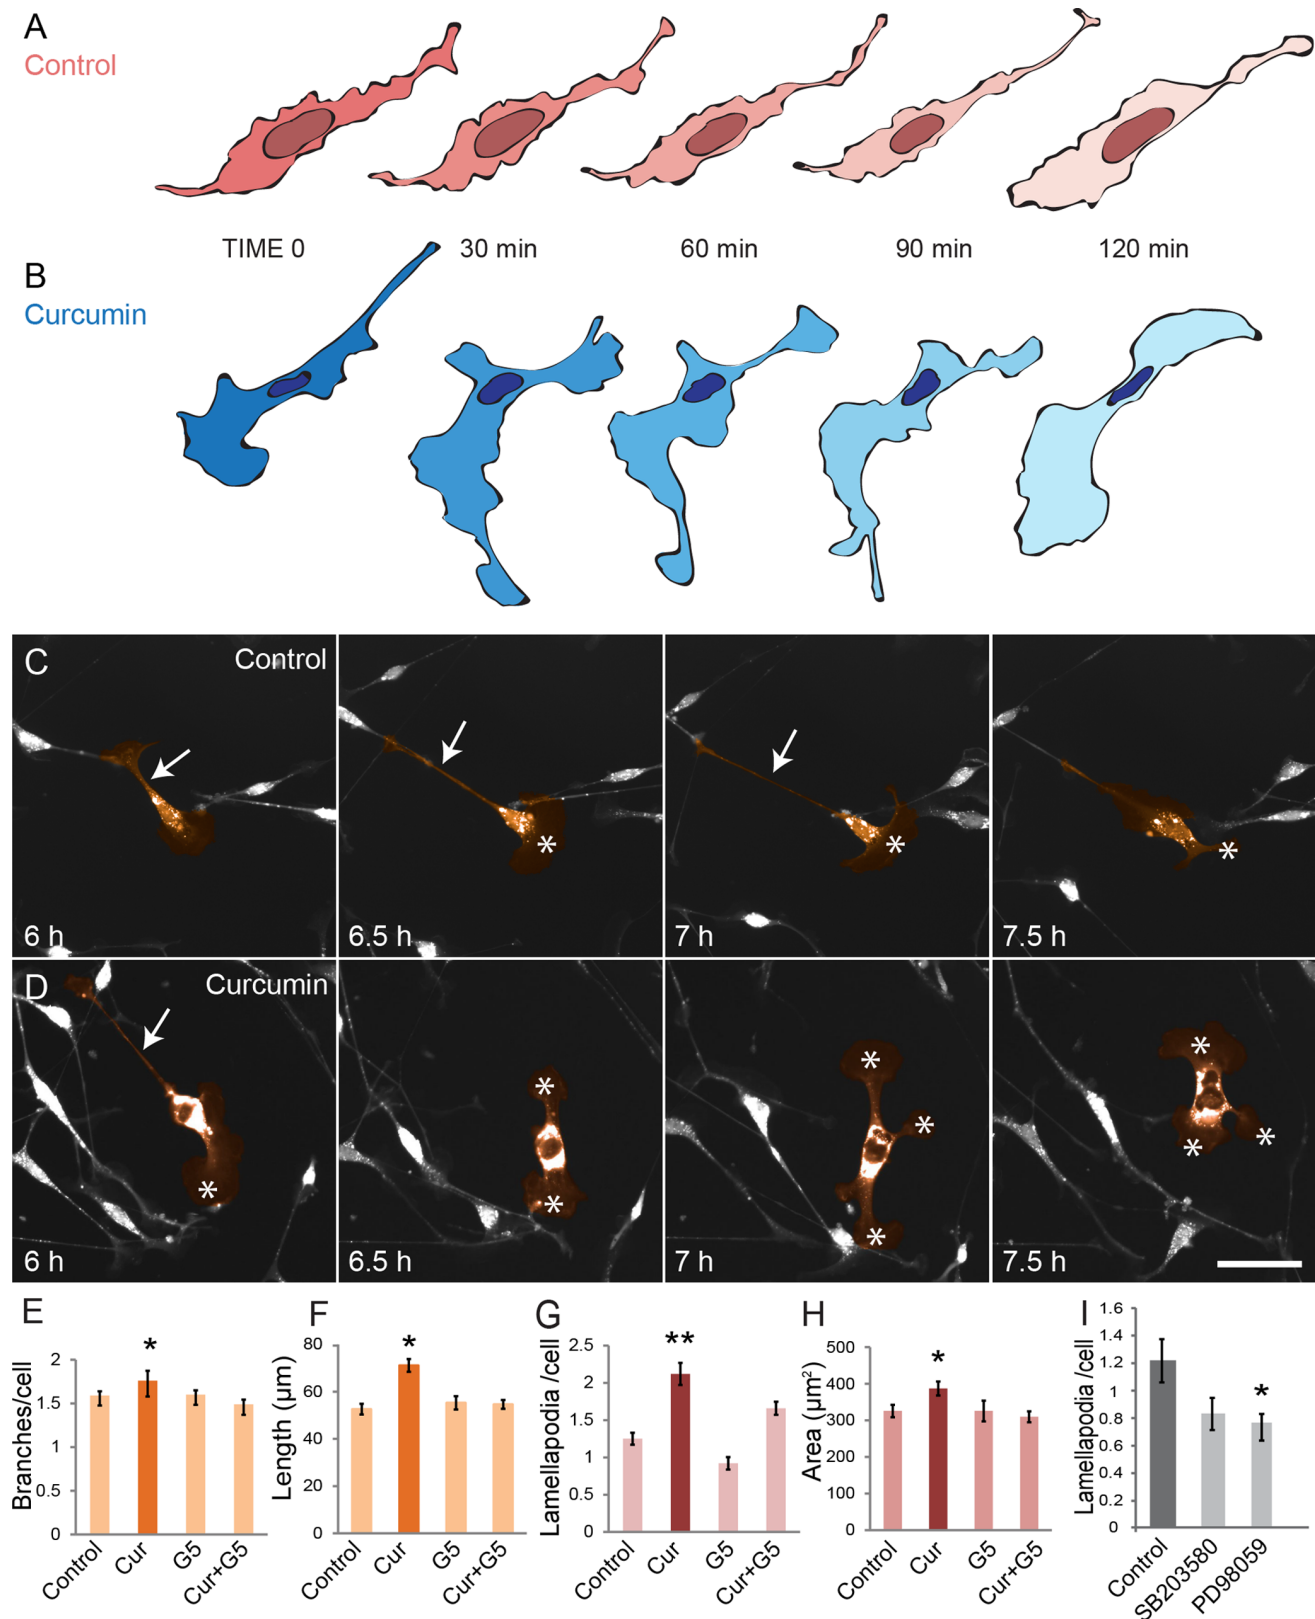 A
Control
TIME 0 30 min 60 min 90 min 120 min
B
Curcumin
C Control
6 h 6.5 h 7 h 7.5 h
D Curcumin
* * * * * * * * *
6 h 6.5 h 7 h 7.5 h
E
Branches/cell
2
1.5
1
0.5
0
*
Control Cur G5 Cur+G5
F
Length (µm)
80
60
40
20
0
*
Control Cur G5 Cur+G5
G
Lamellapodia /cell
2.5
2
1.5
1
0.5
0
**
Control Cur G5 Cur+G5
H
Area (µm²)
500
400
300
200
100
0
*
Control Cur G5 Cur+G5
I
Lamellapodia /cell
1.6
1.4
1.2
1
0.8
0.6
0.4
0.2
0
*
Control SB203580 PD98059